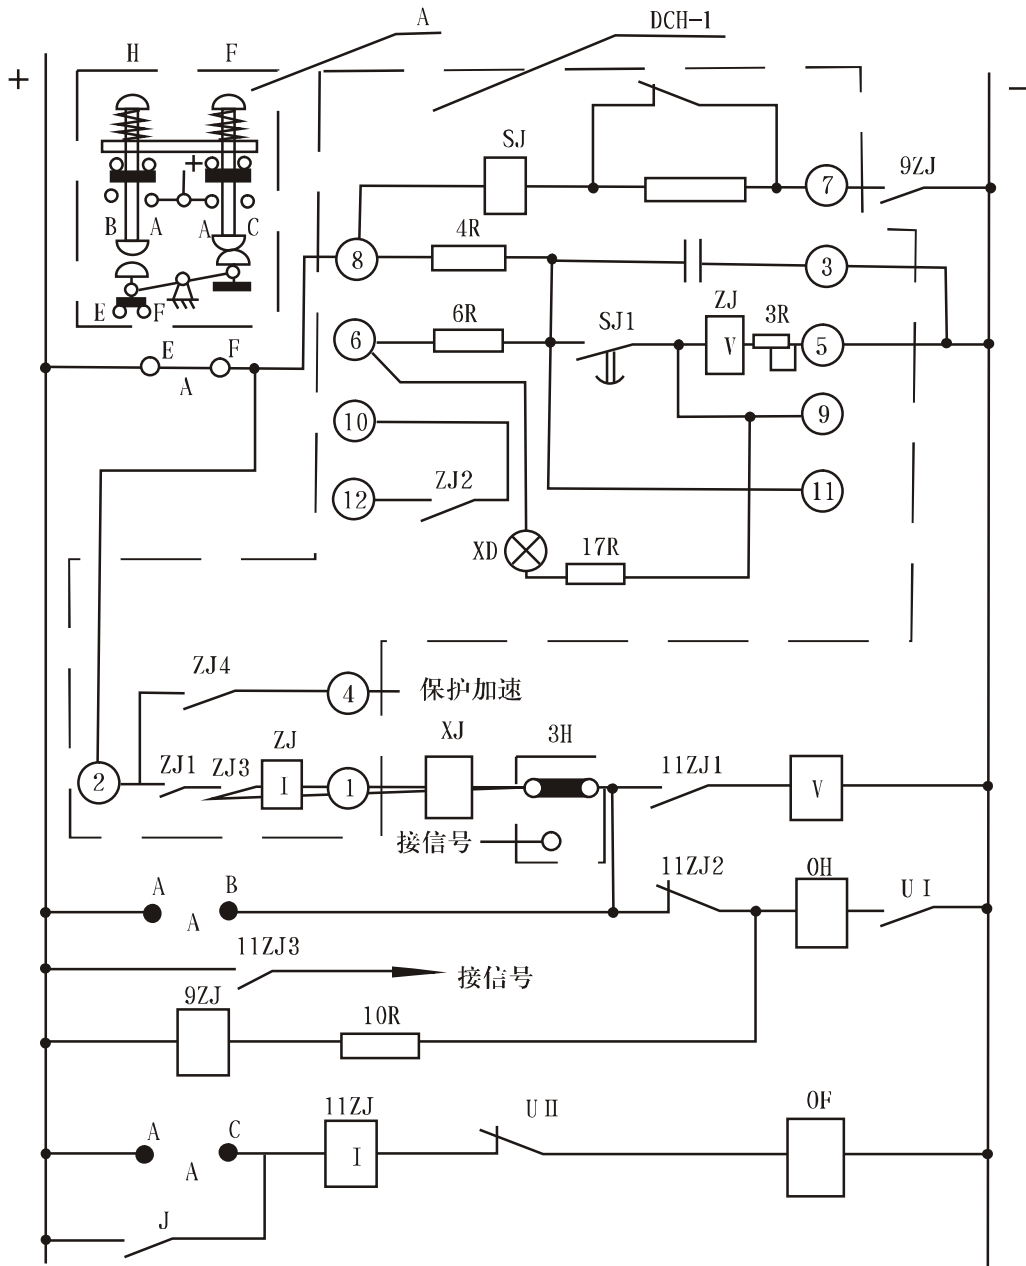 A
DCH-1
H F
+
−
SJ
9ZJ
7
+
B A A C
4R
8
3
E F
ZJ
6R
SJ1
3R
6
V
5
E F
A
10
9
ZJ2
12
11
XD
17R
ZJ4
4
保护加速
ZJ
XJ
3H
2
ZJ1
ZJ3
I
1
11ZJ1
V
接信号
11ZJ2
OH
A B
A
U I
11ZJ3
接信号
9ZJ
10R
A C
A
11ZJ
I
U II
OF
J